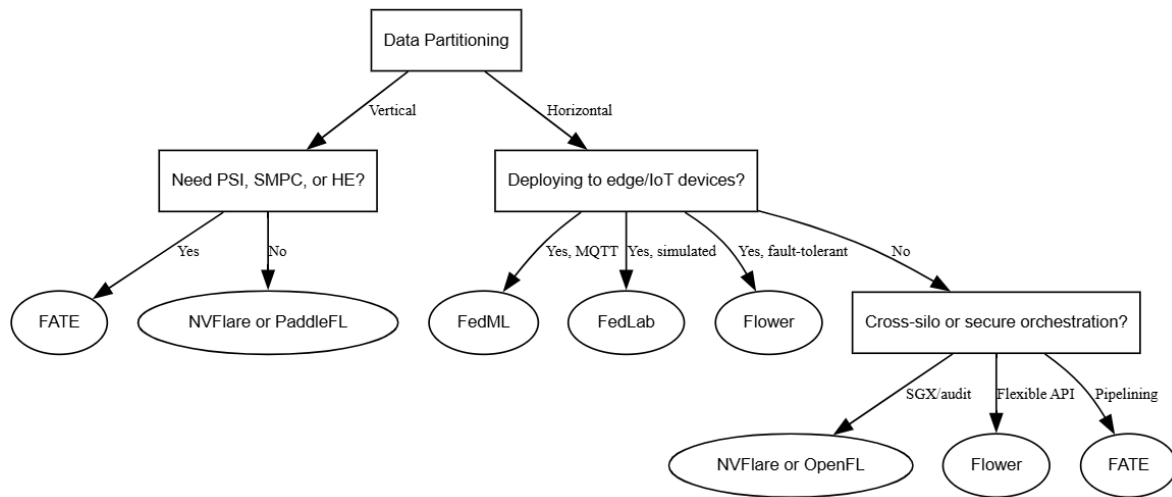 Data Partitioning
Vertical
Horizontal
Need PSI, SMPC, or HE?
Deploying to edge/IoT devices?
Yes
No
Yes, MQTT
Yes, simulated
Yes, fault-tolerant
No
FATE
NVFlare or PaddleFL
FedML
FedLab
Flower
Cross-silo or secure orchestration?
SGX/audit
Flexible API
Pipelining
NVFlare or OpenFL
Flower
FATE